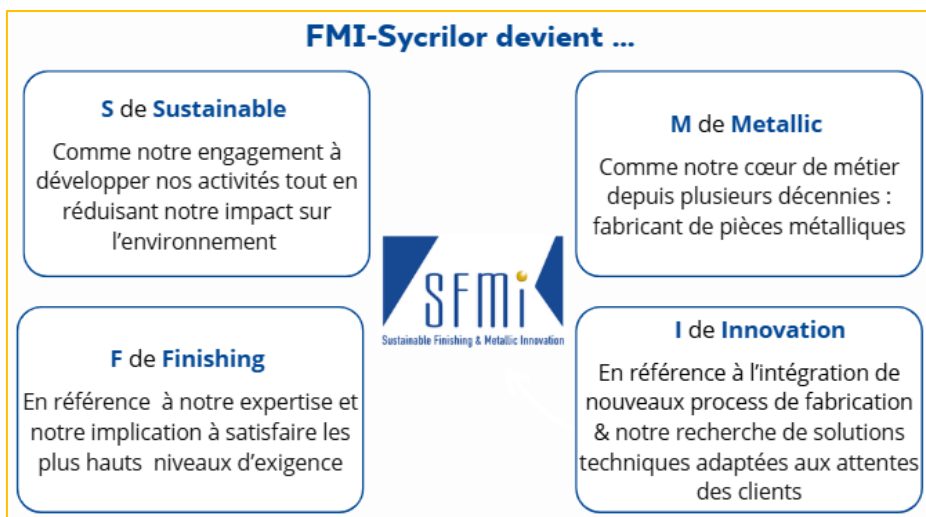 FMI-Sycrilor devient ...
S de Sustainable
Comme notre engagement à
développer nos activités tout en
réduisant notre impact sur
l'environnement
M de Metallic
Comme notre cœur de métier
depuis plusieurs décennies :
fabricant de pièces métalliques
SFMi
Sustainable Finishing & Metallic Innovation
F de Finishing
En référence à notre expertise et
notre implication à satisfaire les
plus hauts niveaux d'exigence
I de Innovation
En référence à l'intégration de
nouveaux process de fabrication
& notre recherche de solutions
techniques adaptées aux attentes
des clients